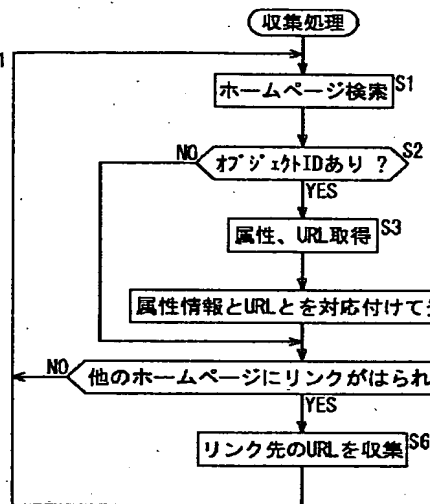 収集処理
1
ホームページ検索 S1
オブジェクトIDあり ? S2
NO
YES
属性、URL取得 S3
属性情報とURLとを対応付けて
NO
他のホームページにリンクがはられ
YES
リンク先のURLを収集 S6